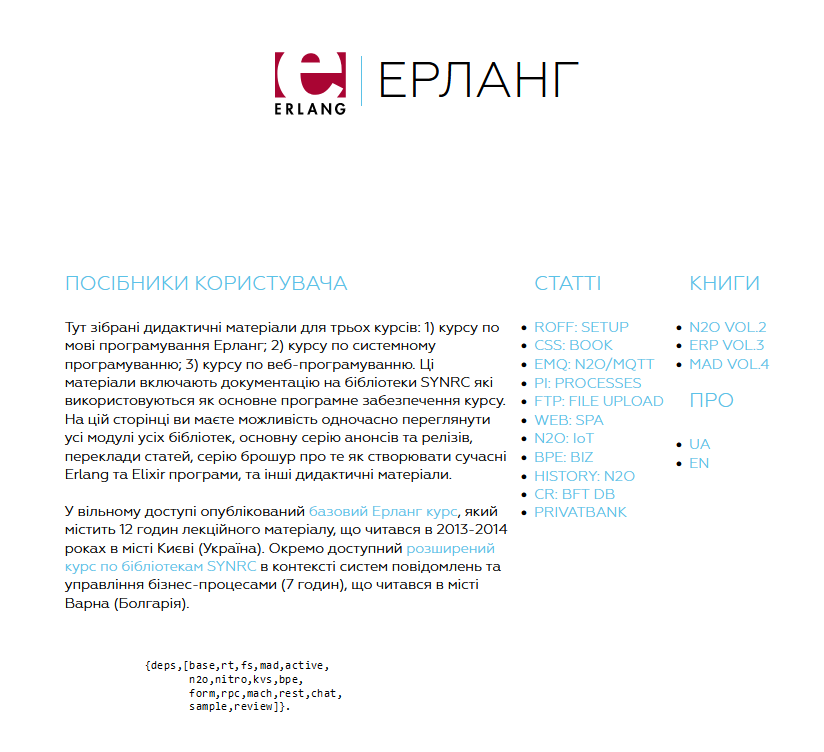 ERLANG
ЕРЛАНГ
ПОСІБНИКИ КОРИСТУВАЧА
Тут зібрані дидактичні матеріали для трьох курсів: 1) курсу по
мові програмування Ерланг; 2) курсу по системному
програмуванню; 3) курсу по веб-програмуванню. Ці
матеріали включають документацію на бібліотеки SYNRC які
використовуються як основне програмне забезпечення курсу.
На цій сторінці ви маєте можливість одночасно переглянути
усі модулі усіх бібліотек, основну серію анонсів та релізів,
переклади статей, серію брошур про те як створювати сучасні
Erlang та Elixir програми, та інші дидактичні матеріали.
У вільному доступі опублікований базовий Ерланг курс, який
містить 12 годин лекційного матеріалу, що читався в 2013-2014
роках в місті Києві (Україна). Окремо доступний розширений
курс по бібліотекам SYNRC в контексті систем повідомлень та
управління бізнес-процесами (7 годин), що читався в місті
Варна (Болгарія).
{deps,[base,rt,fs,mad,active,
n2o,nitro,kvs,bpe,
form,rpc,mach,rest,chat,
sample,review]}.
СТАТТІ
ROFF: SETUP
CSS: BOOK
EMQ: N2O/MQTT
PI: PROCESSES
FTP: FILE UPLOAD
WEB: SPA
N2O: IoT
BPE: BIZ
HISTORY: N2O
CR: BFT DB
PRIVATBANK
КНИГИ
N2O VOL.2
ERP VOL.3
MAD VOL.4
ПРО
UA
EN